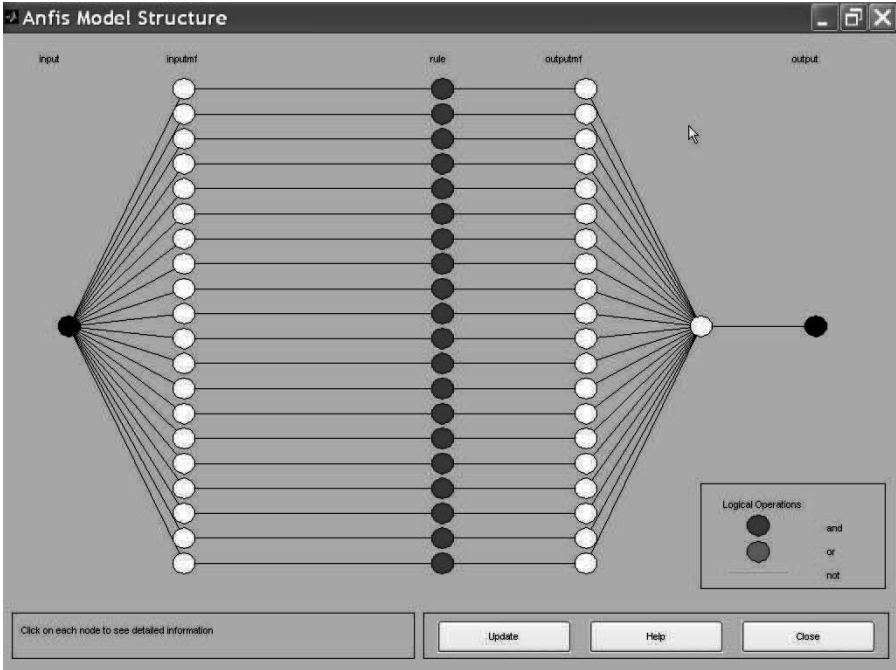 Anfis Model Structure
input inputmf rule outputmf output
Logical Operations
and
or
not
Click on each node to see detailed information
Update Help Close